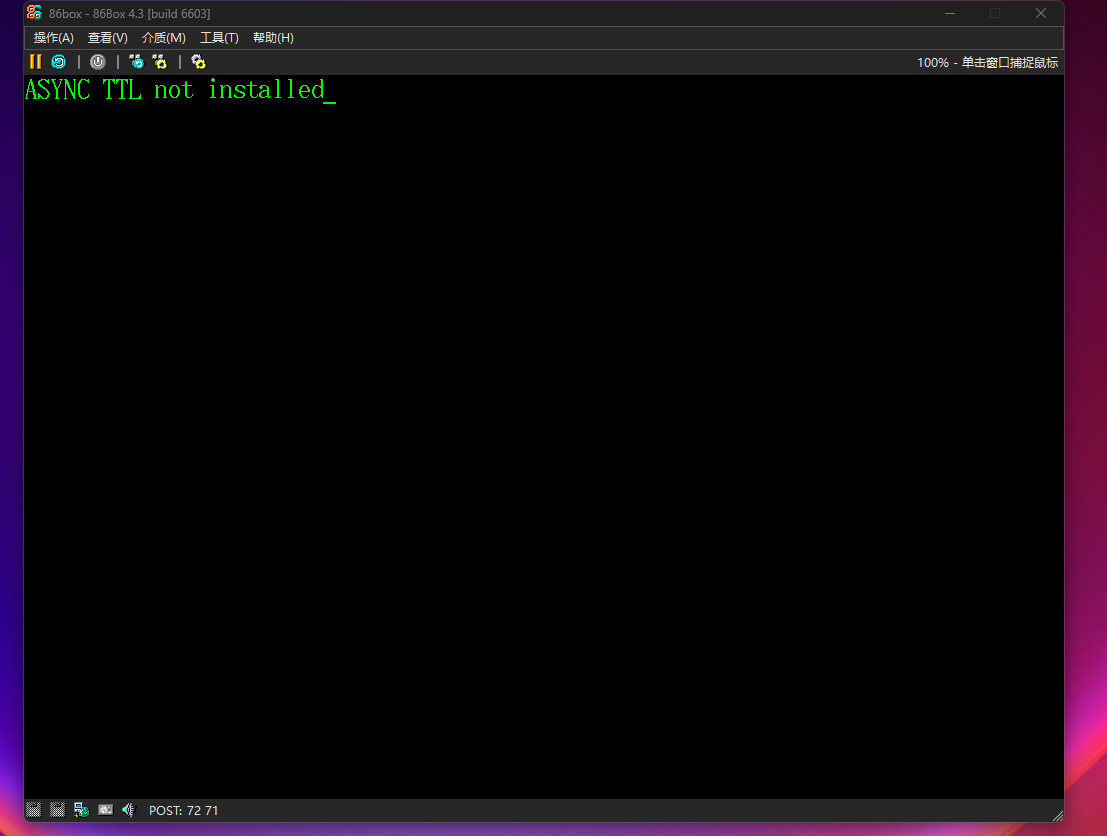 86box - 86Box 4.3 [build 6603]
操作(A) 查看(V) 介质(M) 工具(T) 帮助(H)
100% - 单击窗口捕捉鼠标
ASYNC TTL not installed_
POST: 72 71